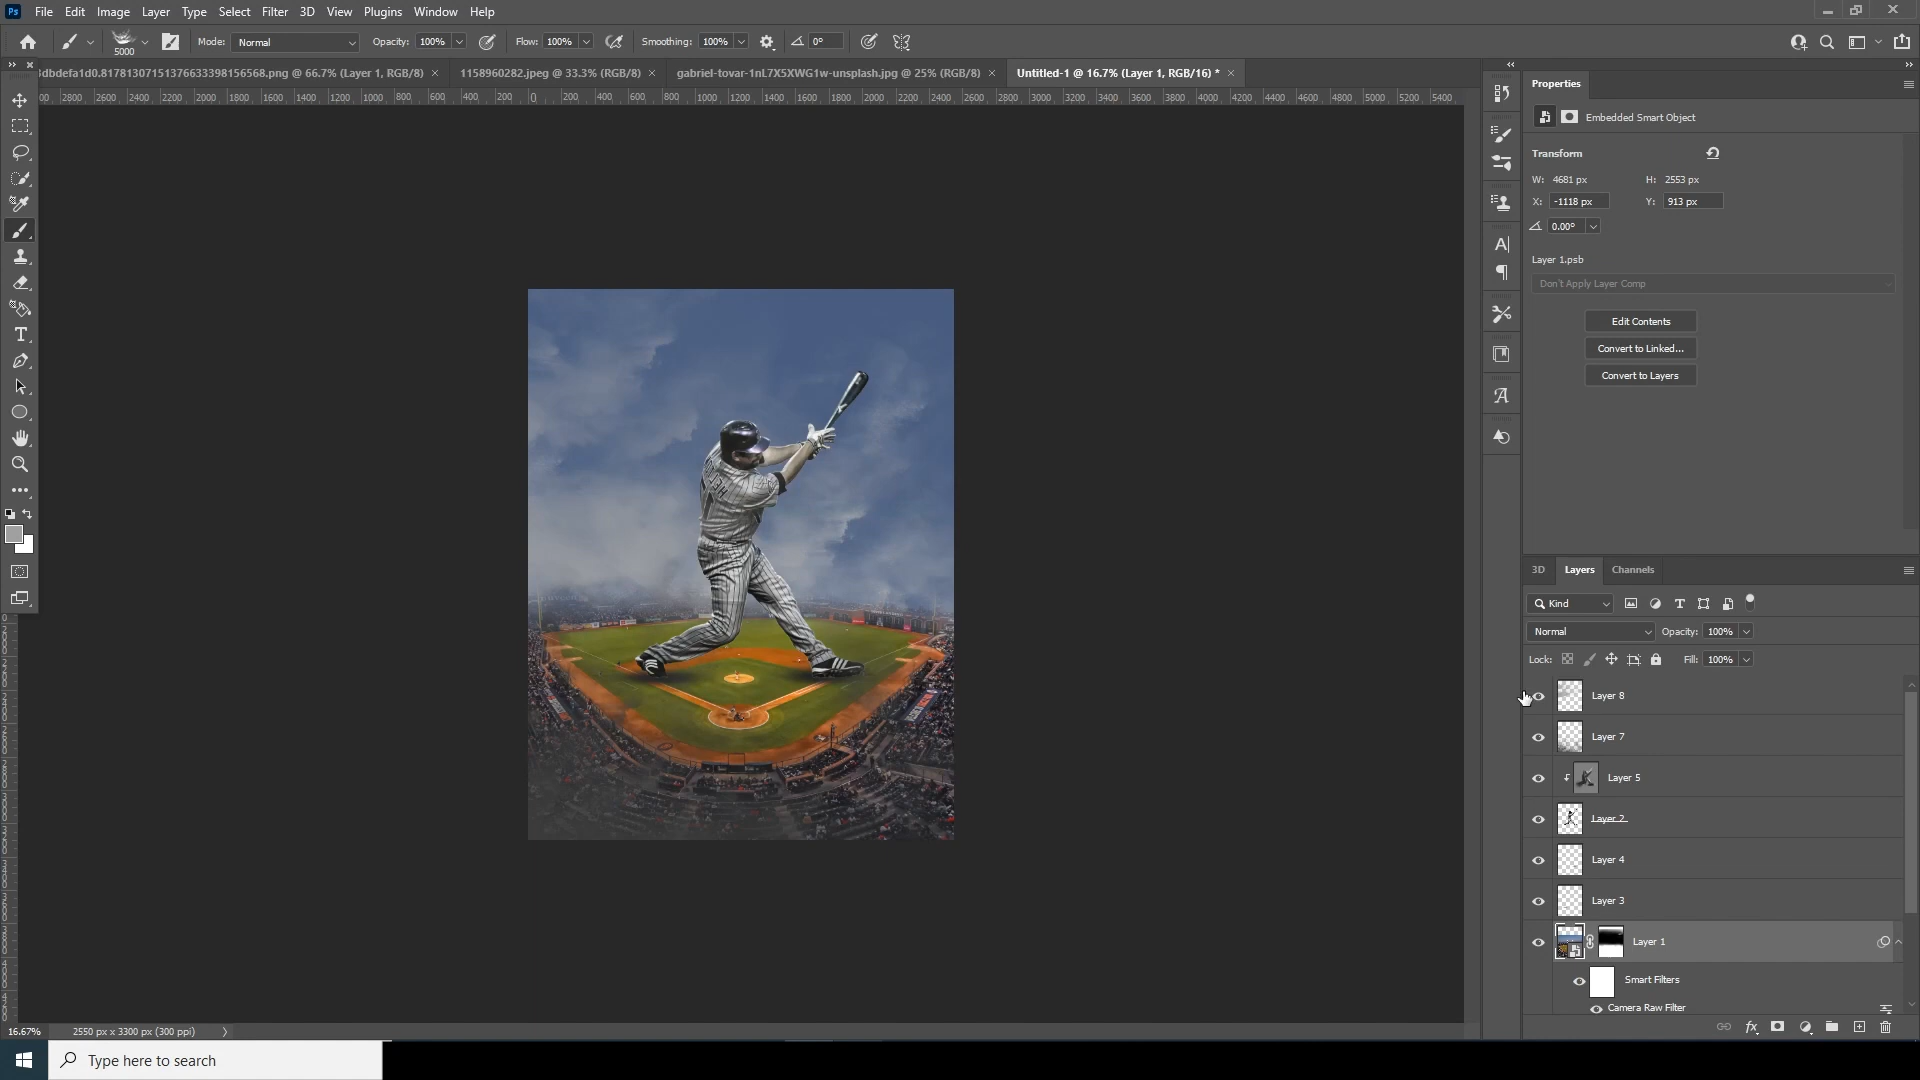 Ps File Edit Image Layer Type Select Filter 3D View Plugins Window Help
5000 Mode: Normal Opacity: 100% Flow: 100% Smoothing: 100% 0°
dbdefa1d0.81781307151376633398156568.png @ 66.7% (Layer 1, RGB/8) × 1158960282.jpeg @ 33.3% (RGB/8) × gabriel-tovar-1nL7X5XWG1w-unsplash.jpg @ 25% (RGB/8) × Untitled-1 @ 16.7% (Layer 1, RGB/16) * ×
2800 2600 2400 2200 2000 1800 1600 1400 1200 1000 800 600 400 200 0 200 400 600 800 1000 1200 1400 1600 1800 2000 2200 2400 2600 2800 3000 3200 3400 3600 3800 4000 4200 4400 4600 4800 5000 5200 5400
Properties
Embedded Smart Object
Transform
W: 4681 px H: 2553 px
X: -1118 px Y: 913 px
0.00°
Layer 1.psb
Don't Apply Layer Comp
Edit Contents
Convert to Linked...
Convert to Layers
3D Layers Channels
Kind
Normal Opacity: 100%
Lock: Fill: 100%
Layer 8
Layer 7
Layer 5
Layer 2
Layer 4
Layer 3
Layer 1
Smart Filters
Camera Raw Filter
16.67% 2550 px x 3300 px (300 ppi)
Type here to search